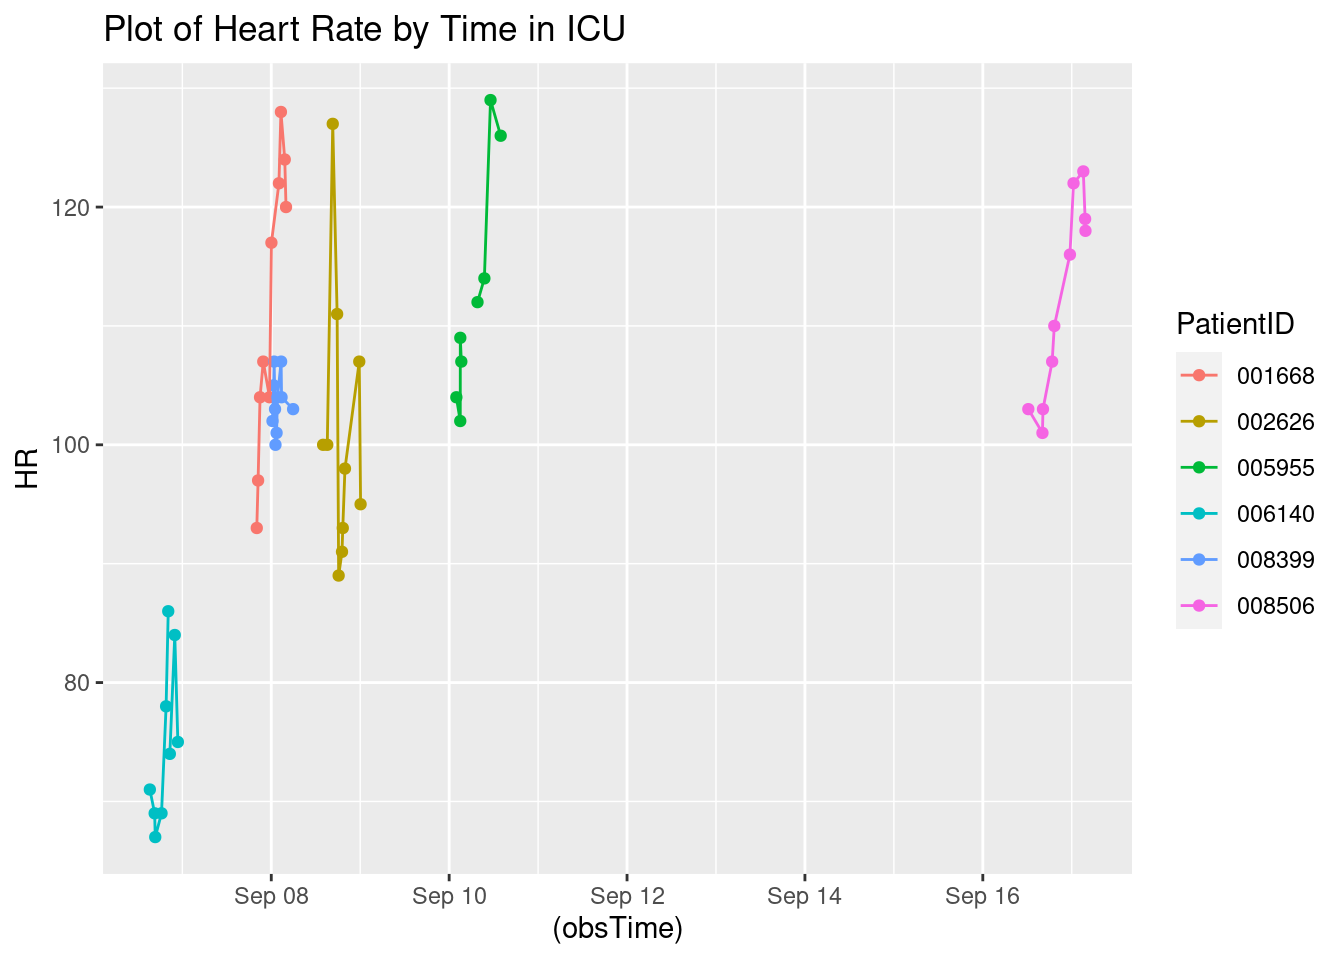 Plot of Heart Rate by Time in ICU
120
100
80
HR
Sep 08
Sep 10
Sep 12
Sep 14
Sep 16
(obsTime)
PatientID
001668
002626
005955
006140
008399
008506